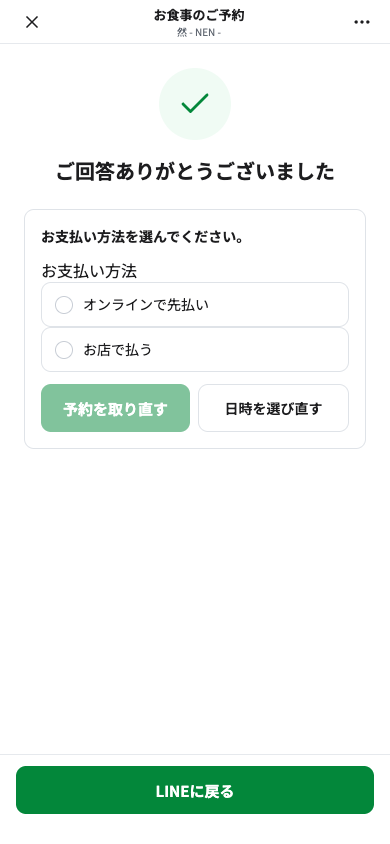 お食事のご予約
然 - NEN -
ご回答ありがとうございました
お支払い方法を選んでください。
お支払い方法
オンラインで先払い
お店で払う
予約を取り直す
日時を選び直す
LINEに戻る